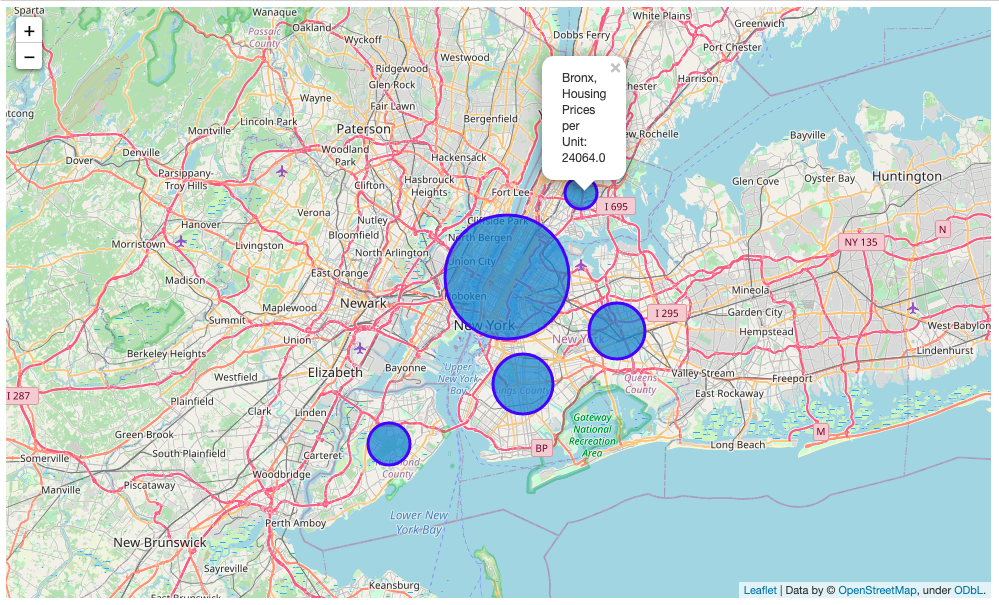 Sparta
Wanaque
Oakland
Passaic
County
Wyckoff
Dobbs Ferry
White Plains
Greenwich
Port Chester
+
−
Ridgewood
Westwood
Glen Rock
Harrison
Wayne
Fair Lawn
Bergenfield
×
Bronx,
Housing
Prices
per
Unit:
24064.0
Lincoln Park
Paterson
Montville
Denville
Dover
Woodland
Park
Hackensack
Bayville
Parsippany-
Troy Hills
Clifton
Hasbrouck
Heights
Fort Lee
Glen Cove
Oyster Bay
Huntington
I 695
Verona
Nutley
Cliffside Park
Hanover
Bloomfield
North Bergen
N
Morristown
Livingston
North Arlington
NY 135
Union City
East Orange
Madison
Mineola
Maplewood
Newark
Hoboken
Garden City
I 295
Summit
New York
Hempstead
West Babylon
Union
Berkeley Heights
Lindenhurst
Elizabeth
Bayonne
Upper
New York
Bay
Valley Stream
Freeport
Westfield
Queens
County
Kings County
East Rockaway
I 287
Plainfield
Clark
Linden
Gateway
National
Recreation
Area
M
Green Brook
Long Beach
BP
South Plainfield
Carteret
Somerville
County
Woodbridge
Piscataway
Manville
Lower New
York Bay
Perth Amboy
New Brunswick
Sayreville
Keansburg
East Brunswick
Leaflet | Data by © OpenStreetMap, under ODbL.